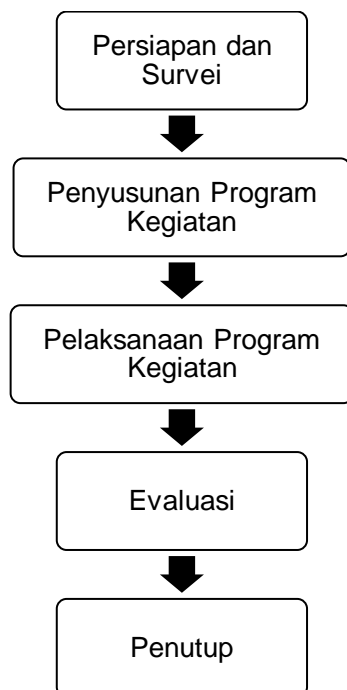 Persiapan dan
Survei
Penyusunan Program
Kegiatan
Pelaksanaan Program
Kegiatan
Evaluasi
Penutup